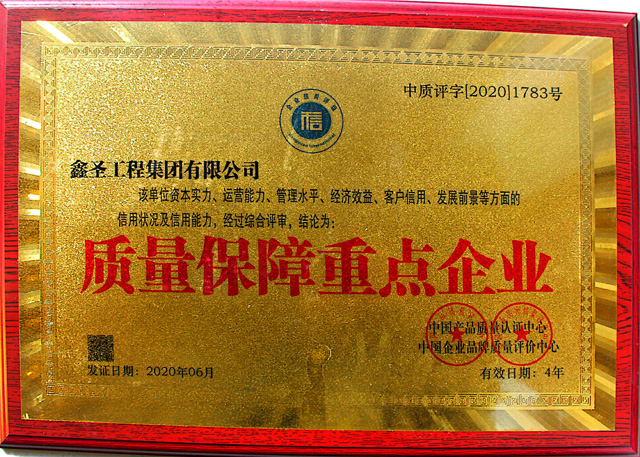 中质评字[2020]1783号
信
鑫圣工程集团有限公司
该单位资本实力、运营能力、管理水平、经济效益、客户信用、发展前景等方面的
信用状况及信用能力，经过综合评审，结论为：
质量保障重点企业
中国产品质量认证中心
中国企业品牌质量评价中心
发证日期：2020年06月
有效日期：4年